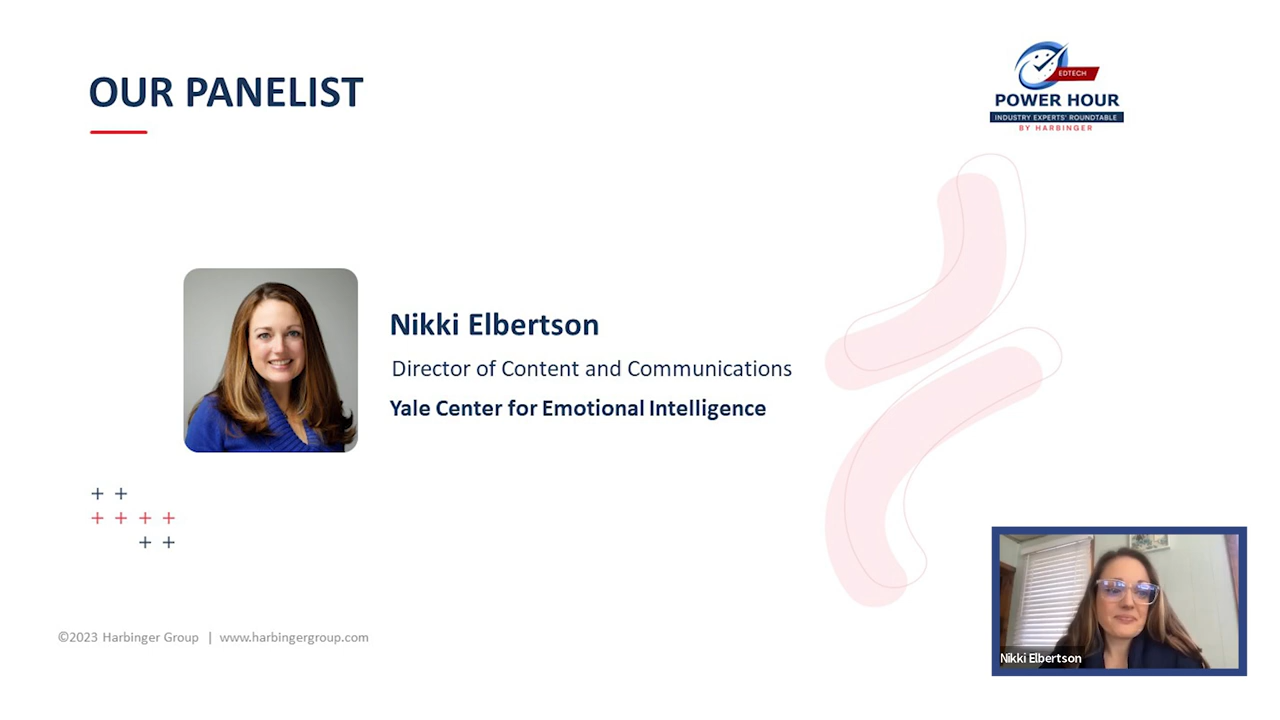 OUR PANELIST
EDTECH
POWER HOUR
INDUSTRY EXPERTS' ROUNDTABLE
BY HARBINGER
Nikki Elbertson
Director of Content and Communications
Yale Center for Emotional Intelligence
©2023 Harbinger Group | www.harbingergroup.com
Nikki Elbertson